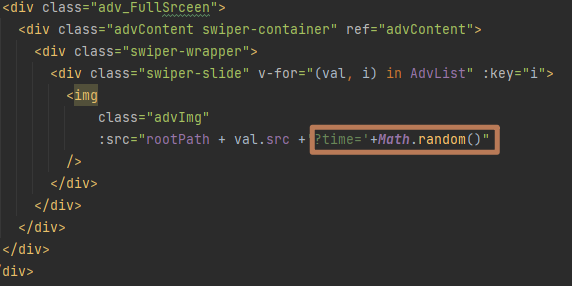 <div class="adv_FullSrceen">
<div class="advContent swiper-container" ref="advContent">
<div class="swiper-wrapper">
<div class="swiper-slide" v-for="(val, i) in AdvList" :key="i">
<img
class="advImg"
:src="rootPath + val.src +'?time='+Math.random()"
/>
</div>
</div>
</div>
</div>
div>